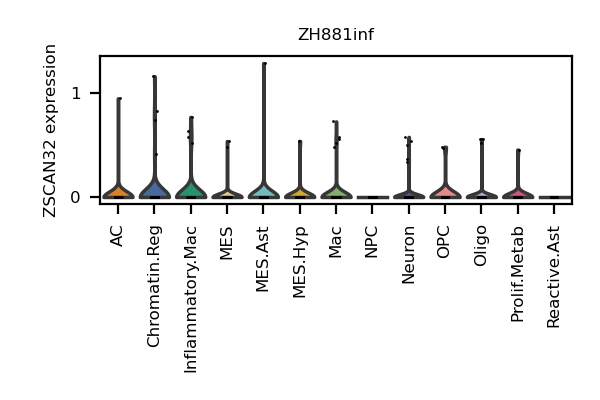 ZH881inf
ZSCAN32 expression
1
0
AC
Chromatin.Reg
Inflammatory.Mac
MES
MES.Ast
MES.Hyp
Mac
NPC
Neuron
OPC
Oligo
Prolif.Metab
Reactive.Ast